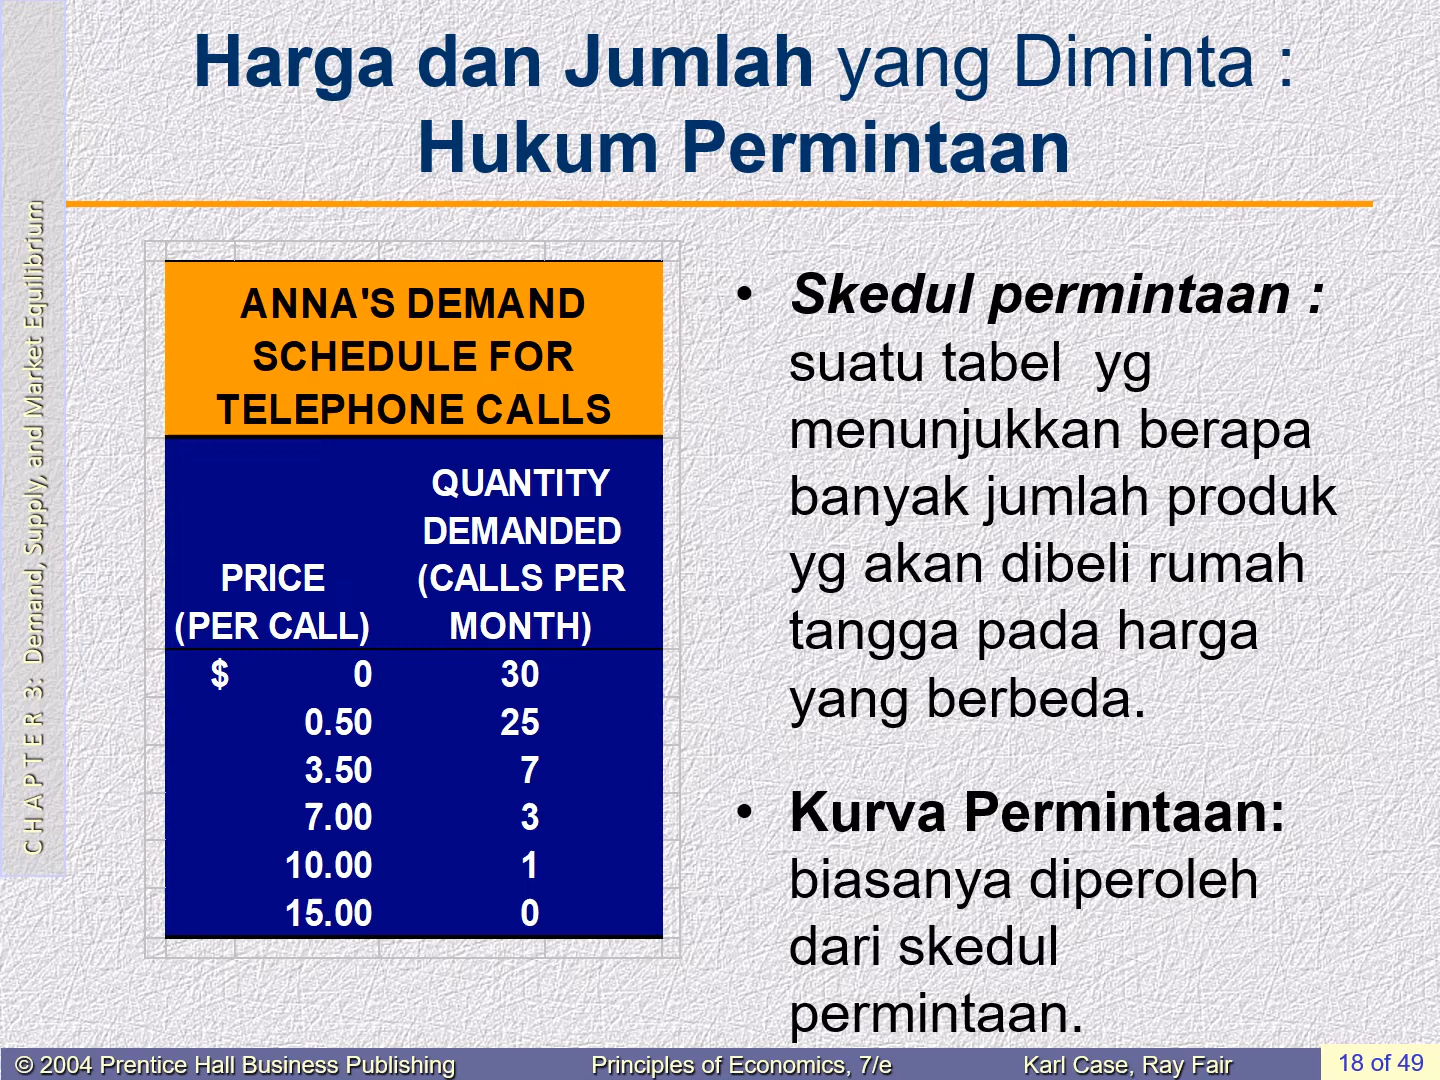 Harga dan Jumlah yang Diminta :
Hukum Permintaan
CHAPTER 3: Demand, Supply, and Market Equilibrium
ANNA'S DEMAND
SCHEDULE FOR
TELEPHONE CALLS
QUANTITY
DEMANDED
PRICE (CALLS PER
(PER CALL) MONTH)
$ 0 30
0.50 25
3.50 7
7.00 3
10.00 1
15.00 0
• Skedul permintaan :
suatu tabel yg
menunjukkan berapa
banyak jumlah produk
yg akan dibeli rumah
tangga pada harga
yang berbeda.
• Kurva Permintaan:
biasanya diperoleh
dari skedul
permintaan.
© 2004 Prentice Hall Business Publishing Principles of Economics, 7/e Karl Case, Ray Fair 18 of 49